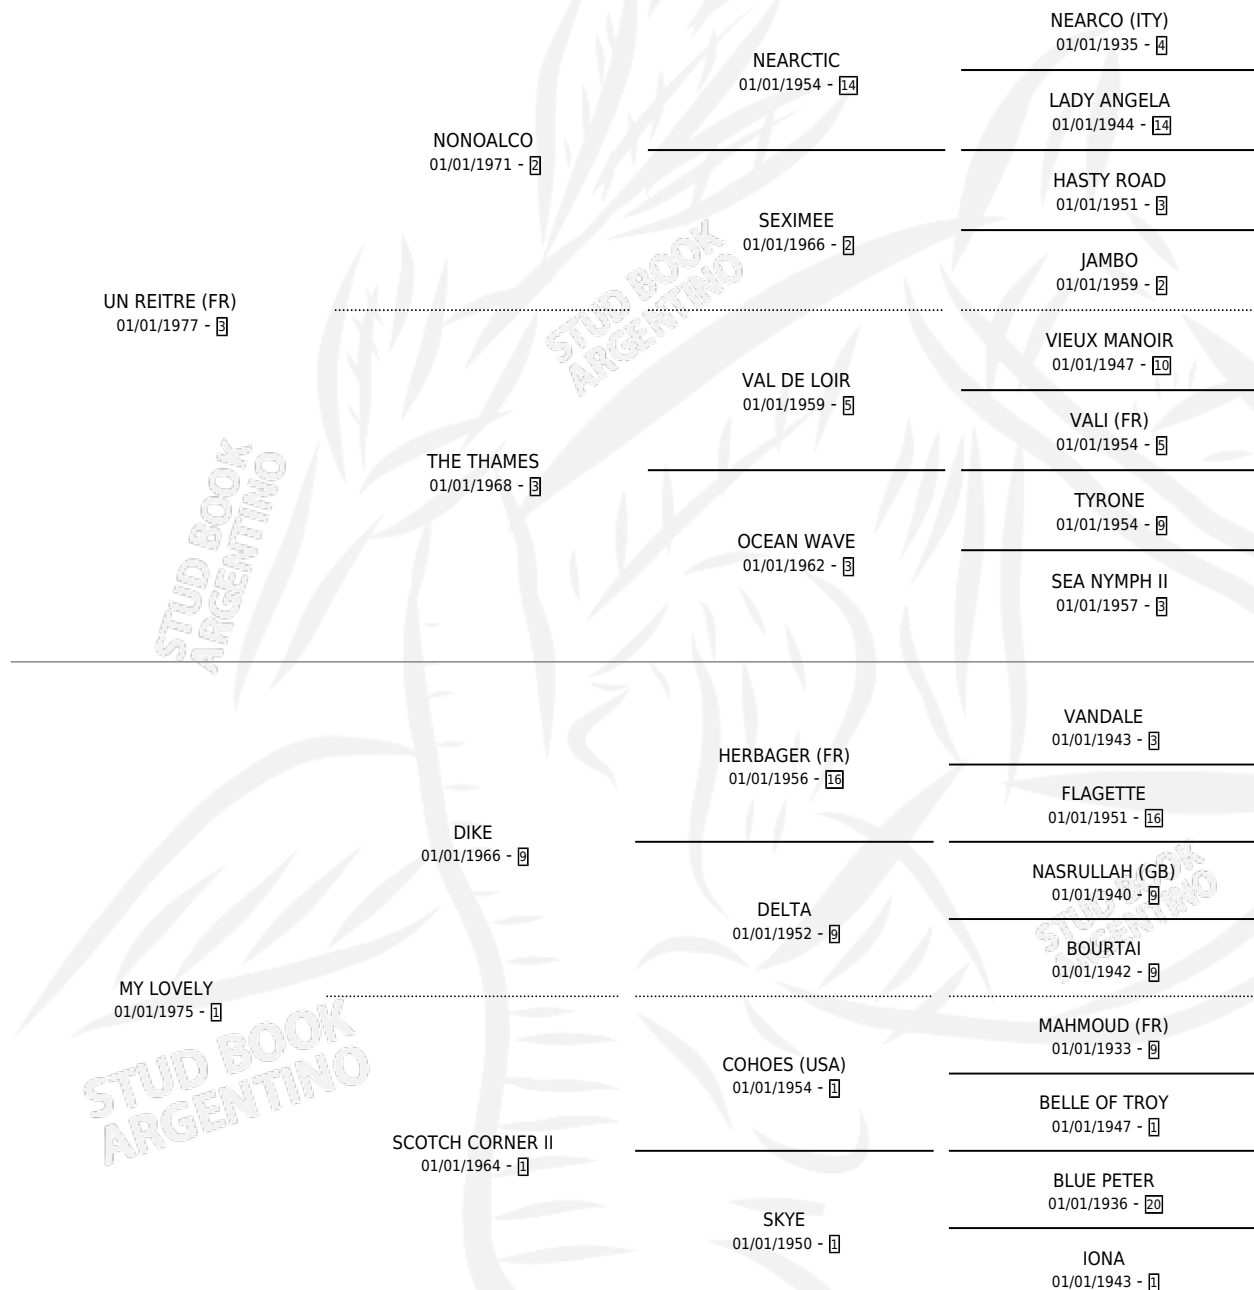 NEARCO (ITY)
01/01/1935 - 4
NEARCTIC
01/01/1954 - 14
LADY ANGELA
01/01/1944 - 14
NONOALCO
01/01/1971 - 2
HASTY ROAD
01/01/1951 - 3
SEXIMEE
01/01/1966 - 2
JAMBO
01/01/1959 - 2
UN REITRE (FR)
01/01/1977 - 3
VIEUX MANOIR
01/01/1947 - 10
VAL DE LOIR
01/01/1959 - 5
VALI (FR)
01/01/1954 - 5
THE THAMES
01/01/1968 - 3
TYRONE
01/01/1954 - 9
OCEAN WAVE
01/01/1962 - 3
SEA NYMPH II
01/01/1957 - 3
VANDALE
01/01/1943 - 3
HERBAGER (FR)
01/01/1956 - 16
FLAGETTE
01/01/1951 - 16
DIKE
01/01/1966 - 9
NASRULLAH (GB)
01/01/1940 - 9
DELTA
01/01/1952 - 9
BOURTAI
01/01/1942 - 9
MY LOVELY
01/01/1975 - 1
MAHMOUD (FR)
01/01/1933 - 9
COHOES (USA)
01/01/1954 - 1
BELLE OF TROY
01/01/1947 - 1
SCOTCH CORNER II
01/01/1964 - 1
BLUE PETER
01/01/1936 - 20
SKYE
01/01/1950 - 1
IONA
01/01/1943 - 1
STUD BOOK
ARGENTINO
STUD BOOK
ARGENTINO
STUD BOOK
ARGENTINO
STUD BOOK
ARGENTINO